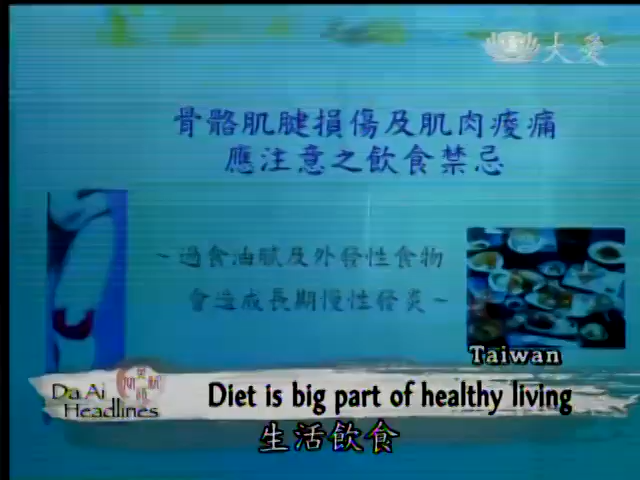 大愛
骨骼肌腱損傷及肌肉痠痛
應注意之飲食禁忌
~過食油膩及外發性食物
會造成長期慢性發炎~
Taiwan
Da Ai
Headlines
Diet is big part of healthy living
生活飲食